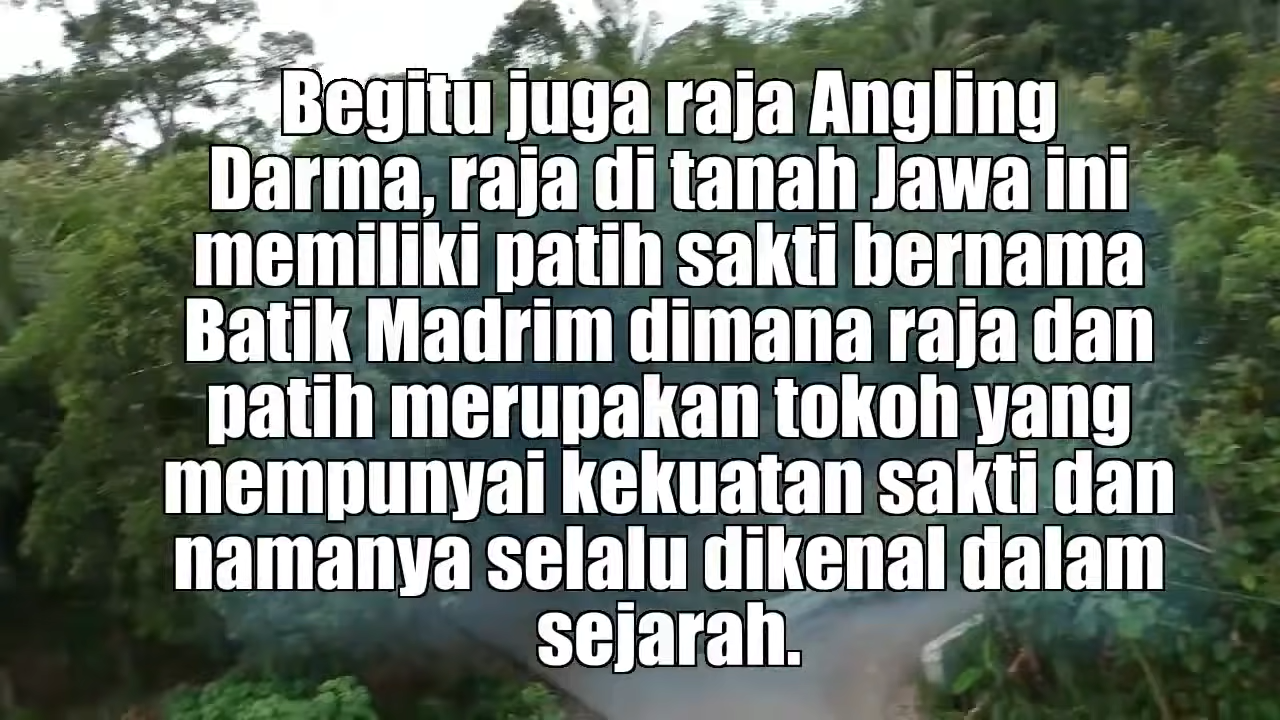 Begitu juga raja Angling
Darma, raja di tanah Jawa ini
memiliki patih sakti bernama
Batik Madrim dimana raja dan
patih merupakan tokoh yang
mempunyai kekuatan sakti dan
namanya selalu dikenal dalam
sejarah.